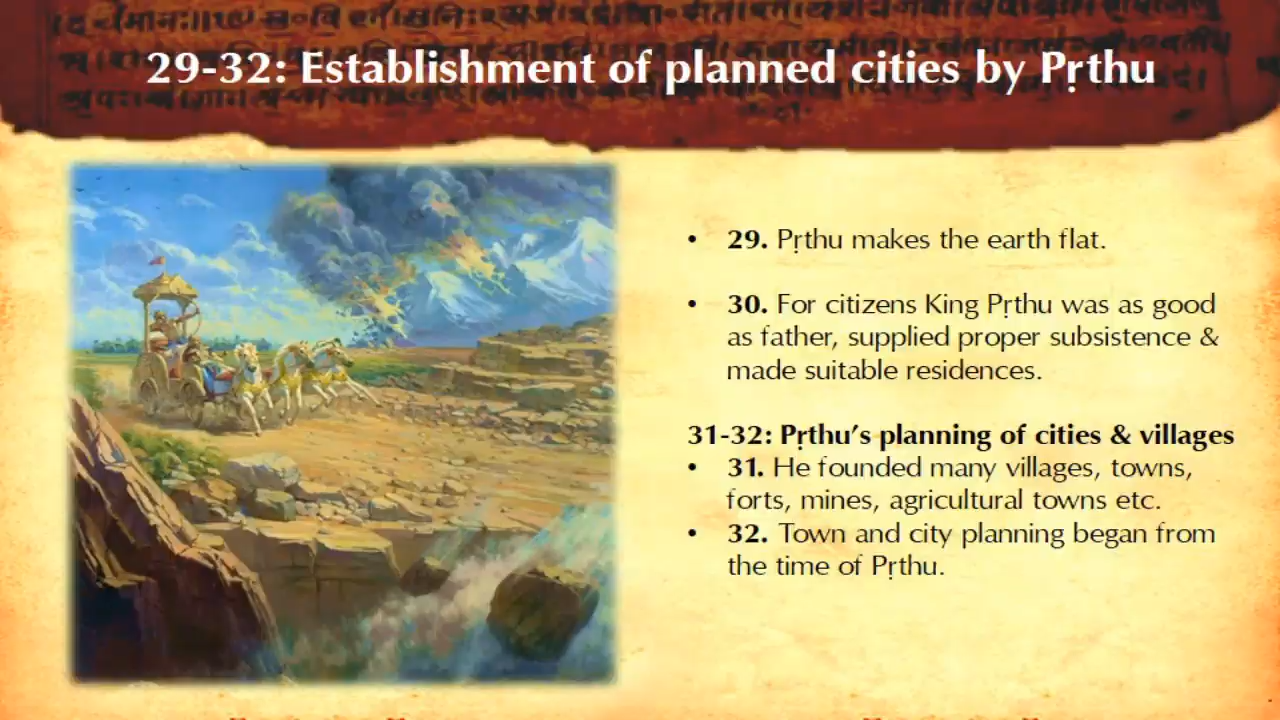 29-32: Establishment of planned cities by Pṛthu
• 29. Pṛthu makes the earth flat.
• 30. For citizens King Pṛthu was as good
as father, supplied proper subsistence &
made suitable residences.
31-32: Pṛthu's planning of cities & villages
• 31. He founded many villages, towns,
forts, mines, agricultural towns etc.
• 32. Town and city planning began from
the time of Pṛthu.